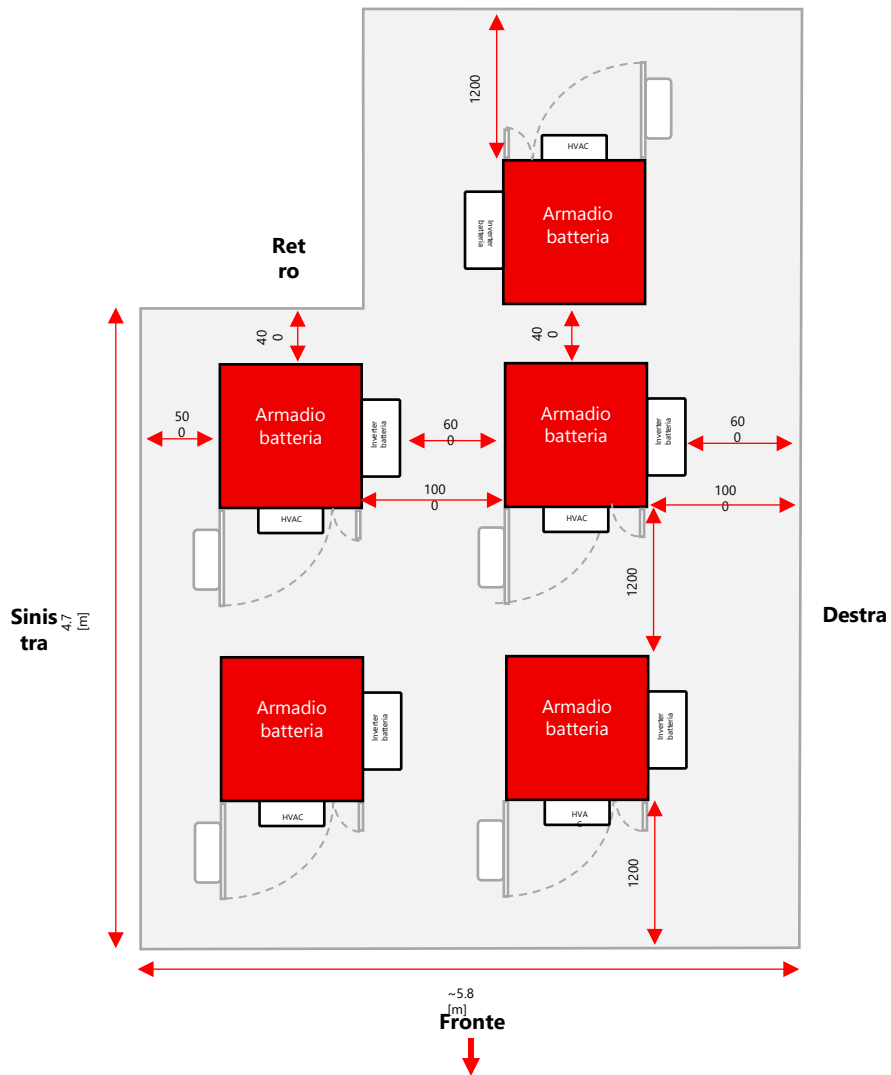 1200
HVAC
Armadio
batteria
Inverter
batteria
Ret
ro
40
0
40
0
Armadio
batteria
Inverter
batteria
Armadio
batteria
Inverter
batteria
50
0
60
0
60
0
100
0
100
0
HVAC
HVAC
1200
Sinis
tra
4.7
[m]
Destra
Armadio
batteria
Inverter
batteria
Armadio
batteria
Inverter
batteria
HVAC
HVA
C
1200
~5.8
[m]
Fronte